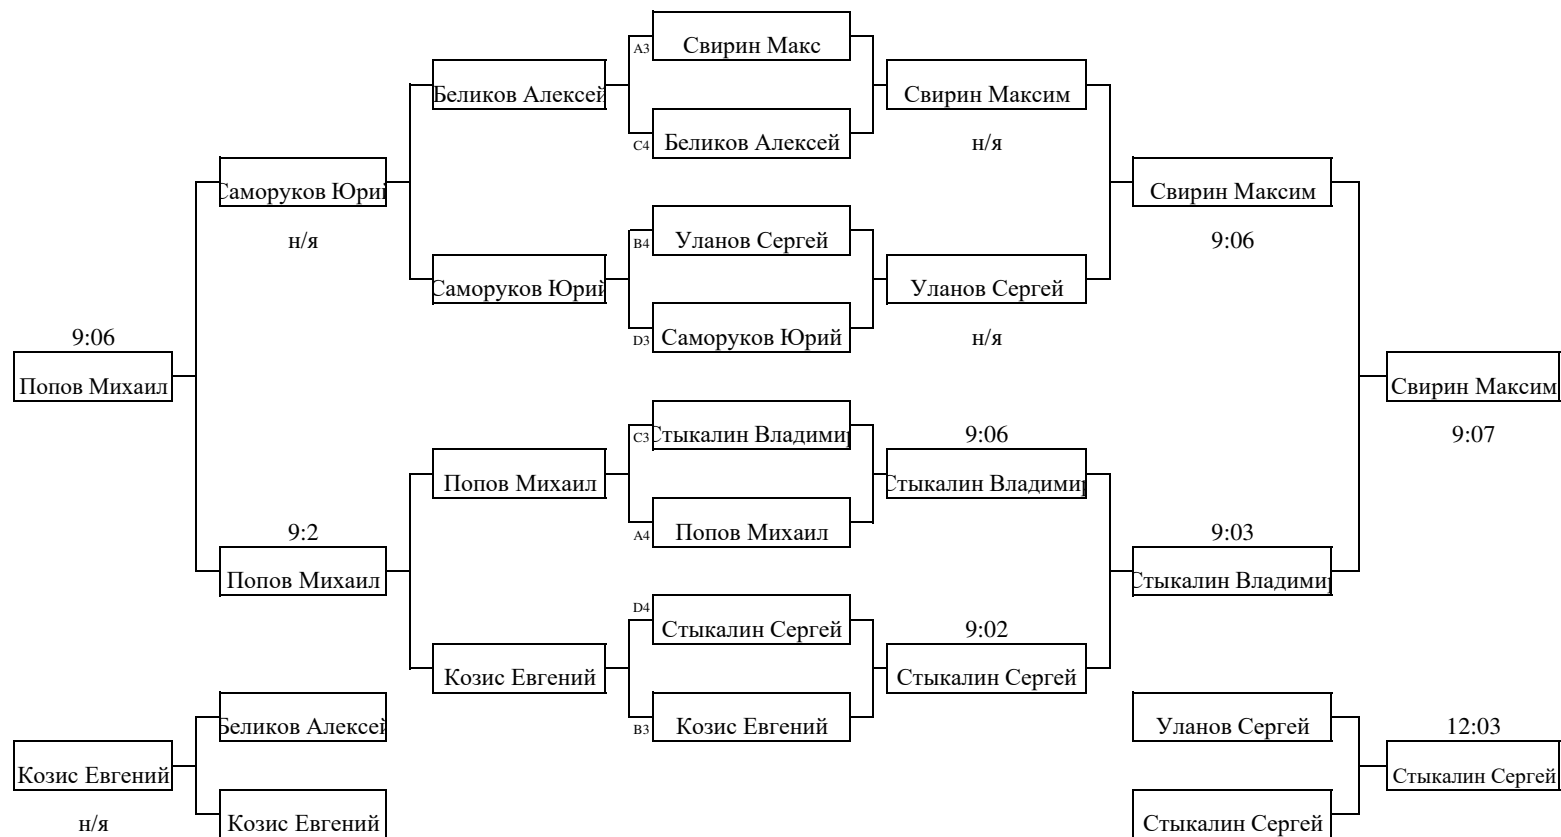 A3
Свирин Макс
Беликов Алексей
Свирин Максим
C4
Беликов Алексей
н/я
Саморуков Юрий
Свирин Максим
н/я
B4
Уланов Сергей
9:06
Саморуков Юрий
Уланов Сергей
9:06
D3
Саморуков Юрий
н/я
Попов Михаил
Свирин Максим
C3
Стыкалин Владимир
9:06
9:07
Попов Михаил
Стыкалин Владимир
9:2
A4
Попов Михаил
9:03
Попов Михаил
Стыкалин Владимир
D4
Стыкалин Сергей
9:02
Козис Евгений
Стыкалин Сергей
Беликов Алексей
B3
Козис Евгений
Уланов Сергей
12:03
Козис Евгений
Стыкалин Сергей
н/я
Козис Евгений
Стыкалин Сергей